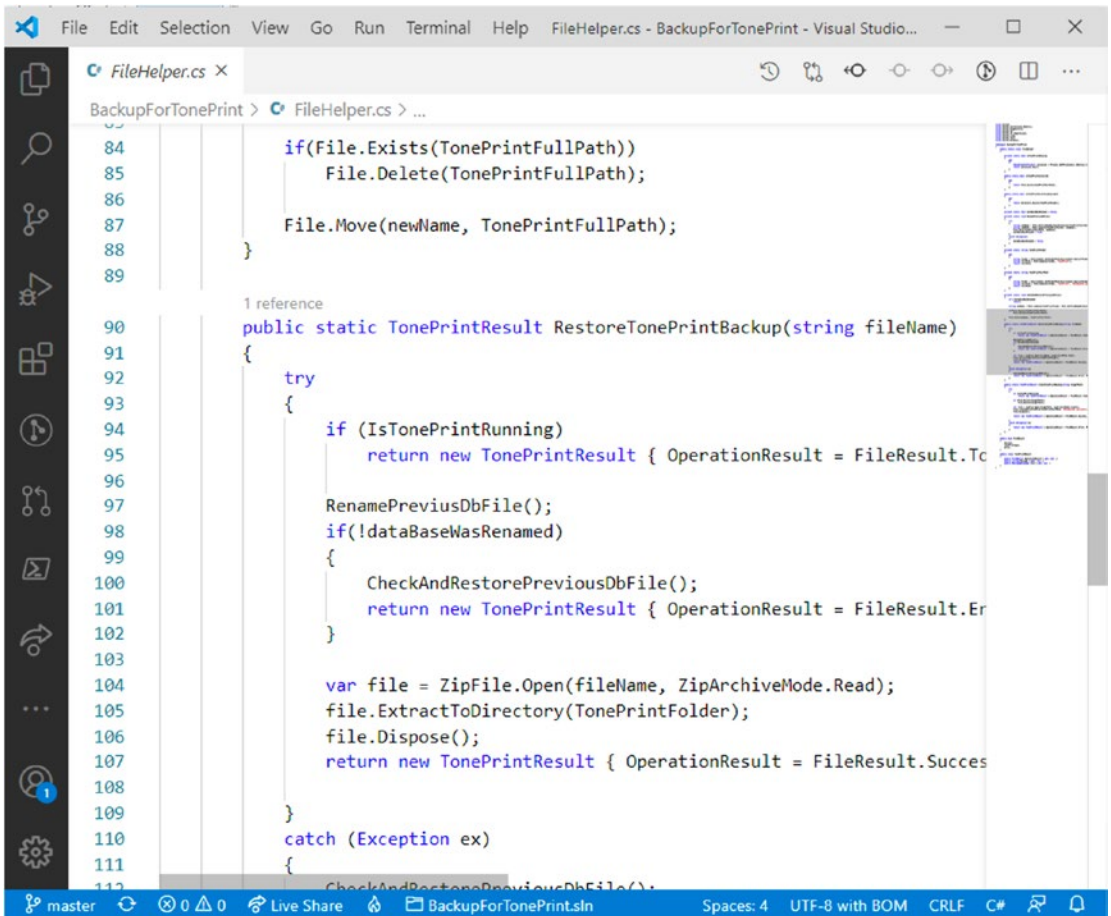 File Edit Selection View Go Run Terminal Help FileHelper.cs - BackupForTonePrint - Visual Studio...
FileHelper.cs
BackupForTonePrint > FileHelper.cs > ...
84 if(File.Exists(TonePrintFullPath))
85 File.Delete(TonePrintFullPath);
86
87 File.Move(newName, TonePrintFullPath);
88 }
89
1 reference
90 public static TonePrintResult RestoreTonePrintBackup(string fileName)
91 {
92 try
93 {
94 if (IsTonePrintRunning)
95 return new TonePrintResult { OperationResult = FileResult.To
96
97 RenamePreviusDbFile();
98 if(!dataBaseWasRenamed)
99 {
100 CheckAndRestorePreviousDbFile();
101 return new TonePrintResult { OperationResult = FileResult.Er
102 }
103
104 var file = ZipFile.Open(fileName, ZipArchiveMode.Read);
105 file.ExtractToDirectory(TonePrintFolder);
106 file.Dispose();
107 return new TonePrintResult { OperationResult = FileResult.Succes
108
109 }
110 catch (Exception ex)
111 {
112 CheckAndRestorePreviousDbFile();
1
master 0 0 Live Share BackupForTonePrint.sln Spaces: 4 UTF-8 with BOM CRLF C#